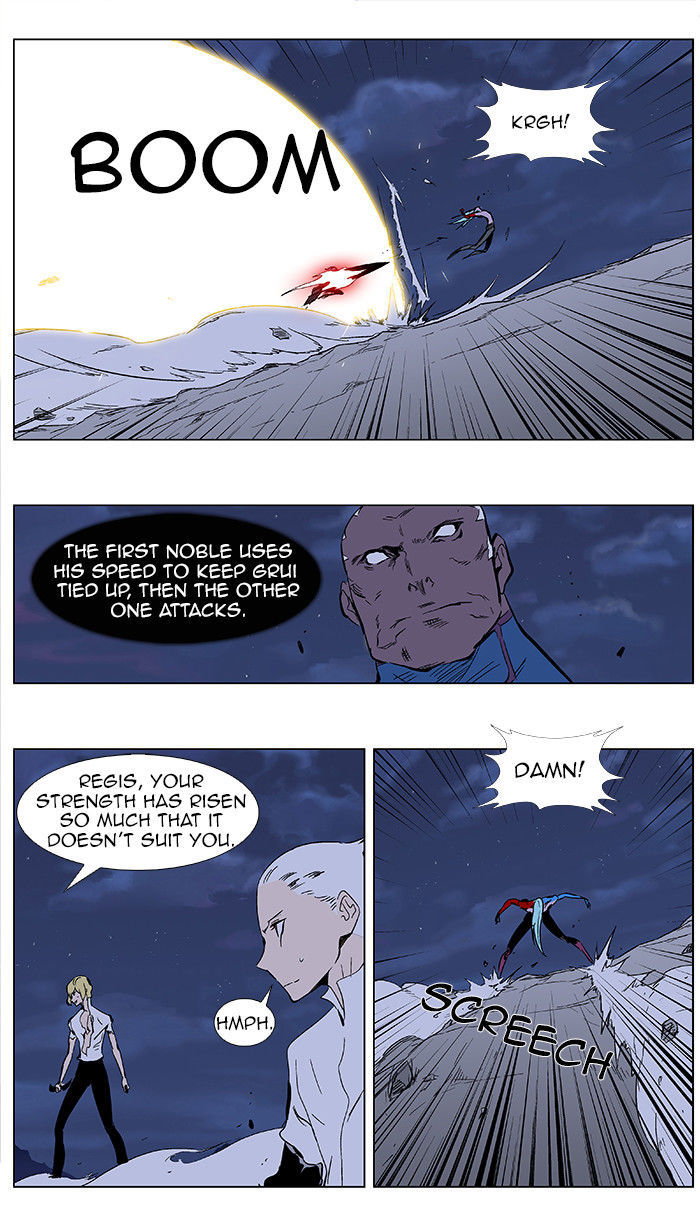 BOOM
KRGH!
THE FIRST NOBLE USES
HIS SPEED TO KEEP GRUI
TIED UP, THEN THE OTHER
ONE ATTACKS.
REGIS, YOUR
STRENGTH HAS RISEN
SO MUCH THAT IT
DOESN'T SUIT YOU.
HMPH.
DAMN!
SCREECH